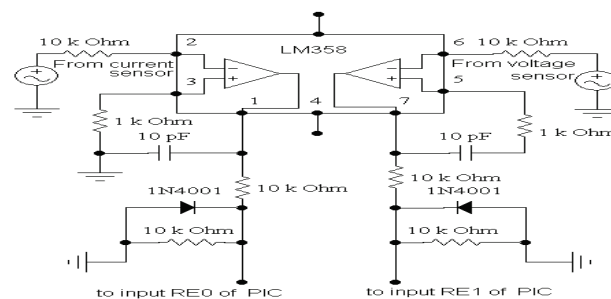 10 k Ohm
2
LM358
6
10 k Ohm
From current
sensor
3
From voltage
sensor
5
1
4
7
1 k Ohm
10 pF
10 pF
1 k Ohm
10 k Ohm
10 k Ohm
1N4001
1N4001
10 k Ohm
10 k Ohm
to input RE0 of PIC
to input RE1 of PIC